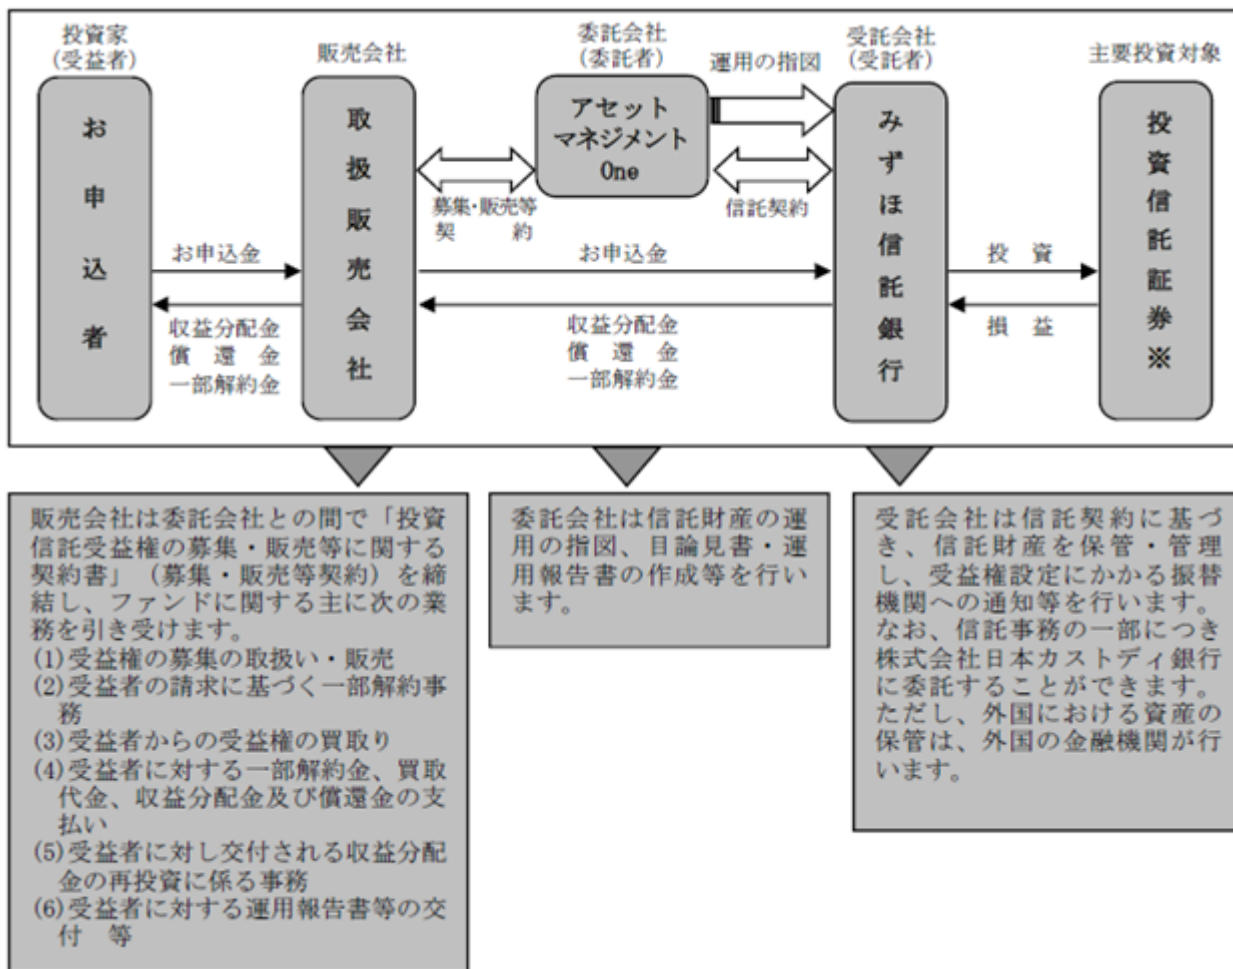 投資家
(受益者)
販売会社
委託会社
(委託者)
運用の指図
受託会社
(受託者)
主要投資対象
お申込者
取扱販売会社
アセット
マネジメント
One
みずほ信託銀行
投資信託証券※
募集・販売等
契　　約
信託契約
お申込金
お申込金
投　資
収益分配金
償　還　金
一部解約金
収益分配金
償　還　金
一部解約金
損　益
販売会社は委託会社との間で「投資
信託受益権の募集・販売等に関する
契約書」（募集・販売等契約）を締
結し、ファンドに関する主に次の業
務を引き受けます。
(1)受益権の募集の取扱い・販売
(2)受益者の請求に基づく一部解約事
務
(3)受益者からの受益権の買取り
(4)受益者に対する一部解約金、買取
代金、収益分配金及び償還金の支
払い
(5)受益者に対し交付される収益分配
金の再投資に係る事務
(6)受益者に対する運用報告書等の交
付　等
委託会社は信託財産の運
用の指図、目論見書・運
用報告書の作成等を行い
ます。
受託会社は信託契約に基づ
き、信託財産を保管・管理
し、受益権設定にかかる振替
機関への通知等を行います。
なお、信託事務の一部につき
株式会社日本カストディ銀行
に委託することができます。
ただし、外国における資産の
保管は、外国の金融機関が行
います。